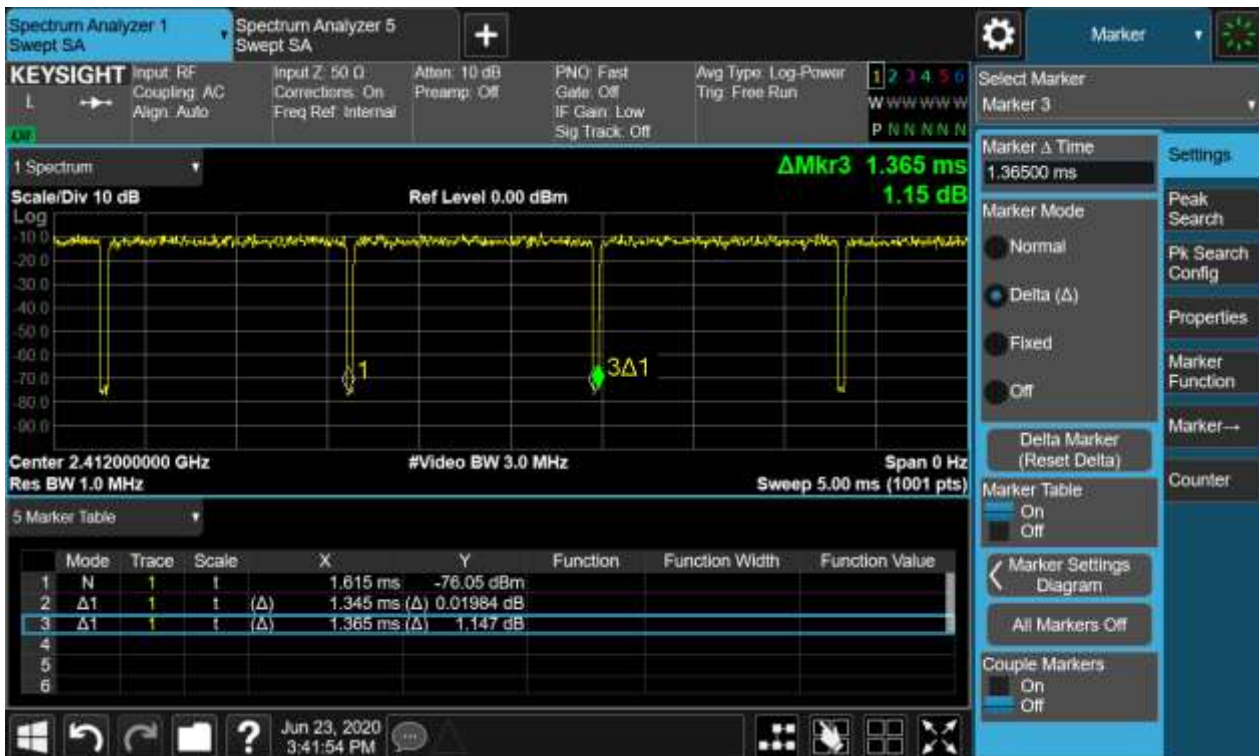 Spectrum Analyzer 1
Swept SA
Spectrum Analyzer 5
Swept SA
+
Marker
KEYSIGHT
L
Input: RF
Coupling: AC
Align: Auto
Input Z: 50 Ω
Corrections: On
Freq Ref: Internal
Atten: 10 dB
Preamp: Off
PNO: Fast
Gate: Off
IF Gain: Low
Sig Track: Off
Avg Type: Log-Power
Trig: Free Run
1 2 3 4 5 6
W W W W W W
P N N N N N
Select Marker
Marker 3
1 Spectrum
ΔMkr3 1.365 ms
1.15 dB
Scale/Div 10 dB
Ref Level 0.00 dBm
Log
-10.0
-20.0
-30.0
-40.0
-50.0
-60.0
-70.0
-80.0
-90.0
1
3Δ1
Center 2.412000000 GHz
#Video BW 3.0 MHz
Span 0 Hz
Res BW 1.0 MHz
Sweep 5.00 ms (1001 pts)
5 Marker Table
Mode Trace Scale X Y Function Function Width Function Value
1 N 1 t 1.615 ms -76.05 dBm
2 Δ1 1 t (Δ) 1.345 ms (Δ) 0.01984 dB
3 Δ1 1 t (Δ) 1.365 ms (Δ) 1.147 dB
4
5
6
Marker Δ Time
1.36500 ms
Marker Mode
Normal
Delta (Δ)
Fixed
Off
Delta Marker
(Reset Delta)
Marker Table
On
Off
Marker Settings
Diagram
All Markers Off
Couple Markers
On
Off
Settings
Peak
Search
Pk Search
Config
Properties
Marker
Function
Marker→
Counter
?
Jun 23, 2020
3:41:54 PM